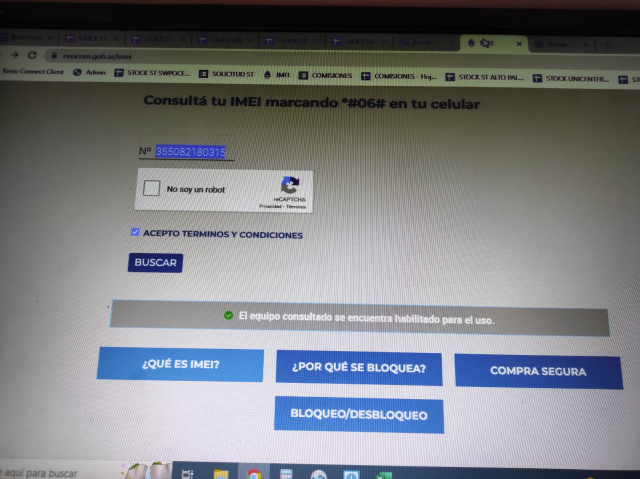 enacom.gob.ar/imei
Kerio Connect Client
Admin
STOCK ST SWPOCE...
SOLICITUD ST
IMEI
COMISIONES
COMISIONES - Hoj...
STOCK ST ALTO PAL...
STOCK UNICENTER...
Consultá tu IMEI marcando *#06# en tu celular
Nº 355082180315
No soy un robot
reCAPTCHA
Privacidad - Términos
ACEPTO TERMINOS Y CONDICIONES
BUSCAR
El equipo consultado se encuentra habilitado para el uso.
¿QUÉ ES IMEI?
¿POR QUÉ SE BLOQUEA?
COMPRA SEGURA
BLOQUEO/DESBLOQUEO
aquí para buscar